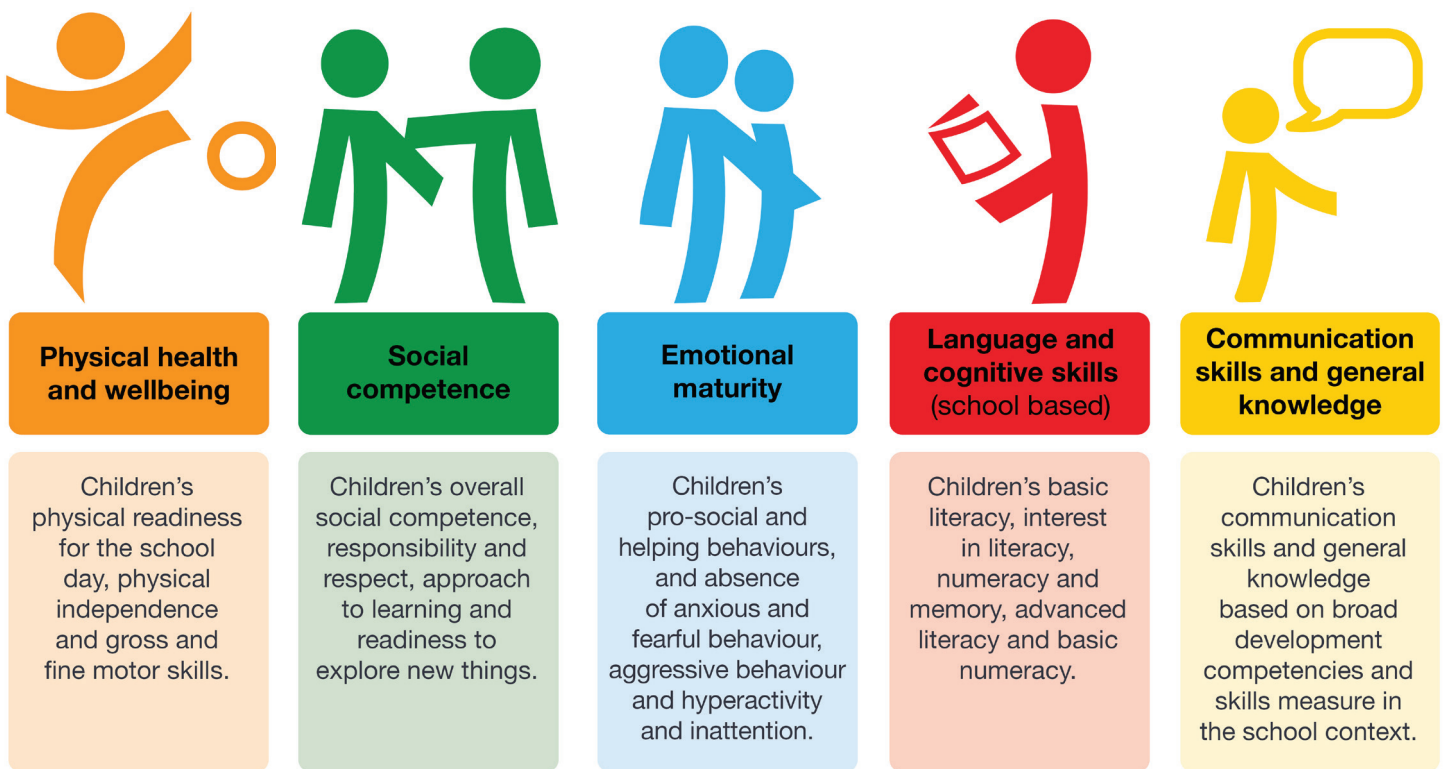 Physical health
and wellbeing
Children's
physical readiness
for the school
day, physical
independence
and gross and
fine motor skills.
Social
competence
Children's overall
social competence,
responsibility and
respect, approach
to learning and
readiness to
explore new things.
Emotional
maturity
Children's
pro-social and
helping behaviours,
and absence
of anxious and
fearful behaviour,
aggressive behaviour
and hyperactivity
and inattention.
Language and
cognitive skills
(school based)
Children's basic
literacy, interest
in literacy,
numeracy and
memory, advanced
literacy and basic
numeracy.
Communication
skills and general
knowledge
Children's
communication
skills and general
knowledge
based on broad
development
competencies and
skills measure in
the school context.